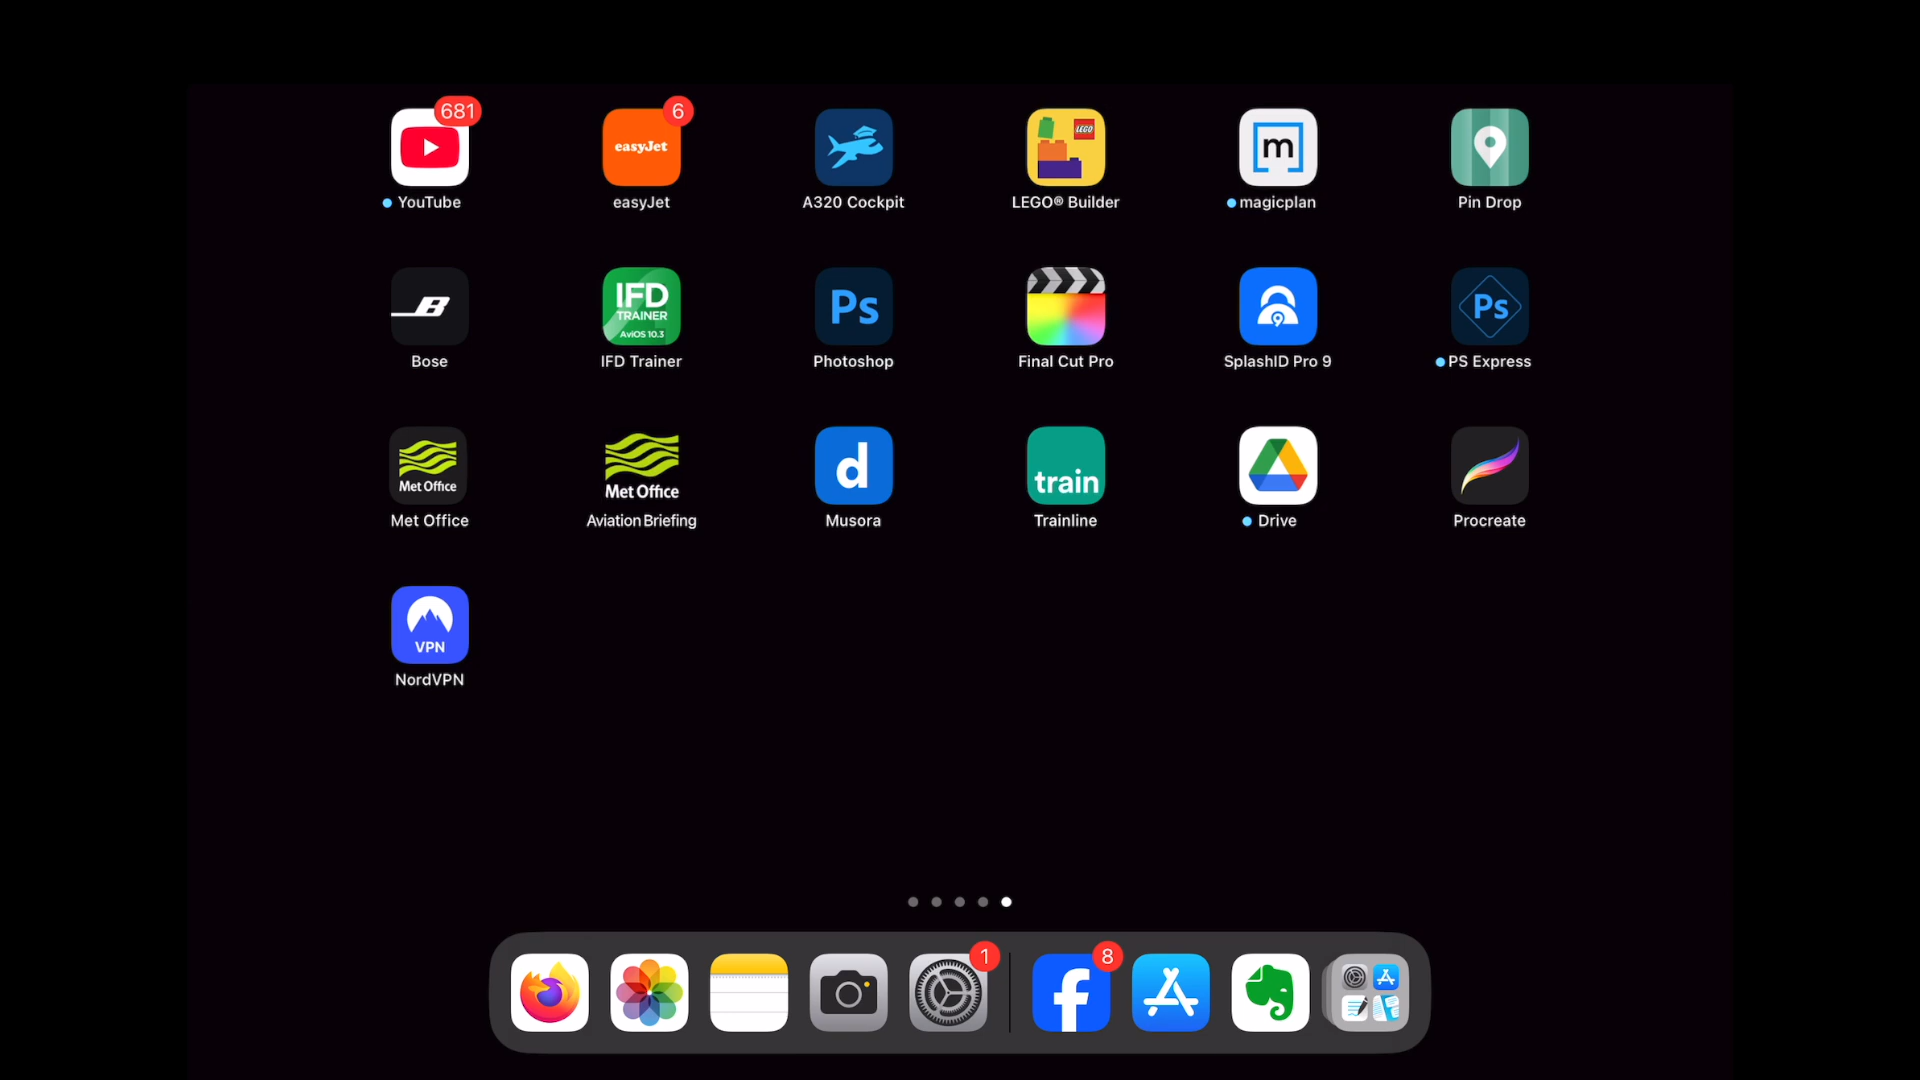 681
6
easyJet
LEGO
m
YouTube
easyJet
A320 Cockpit
LEGO® Builder
magicplan
Pin Drop
B
IFD
TRAINER
AviOS 10.3
Ps
Ps
Bose
IFD Trainer
Photoshop
Final Cut Pro
SplashID Pro 9
PS Express
Met Office
Met Office
d
train
Met Office
Aviation Briefing
Musora
Trainline
Drive
Procreate
VPN
NordVPN
1
8
f